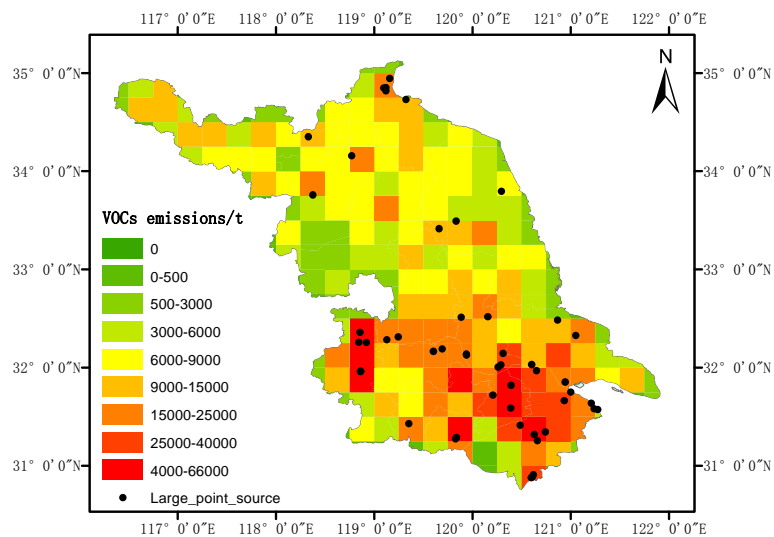 117° 0′0″E 118° 0′0″E 119° 0′0″E 120° 0′0″E 121° 0′0″E 122° 0′0″E
N
35° 0′0″N 35° 0′0″N
34° 0′0″N 34° 0′0″N
VOCs emissions/t
0
33° 0′0″N 33° 0′0″N
0-500
500-3000
3000-6000
6000-9000
32° 0′0″N 32° 0′0″N
9000-15000
15000-25000
25000-40000
31° 0′0″N 31° 0′0″N
4000-66000
Large_point_source
117° 0′0″E 118° 0′0″E 119° 0′0″E 120° 0′0″E 121° 0′0″E 122° 0′0″E